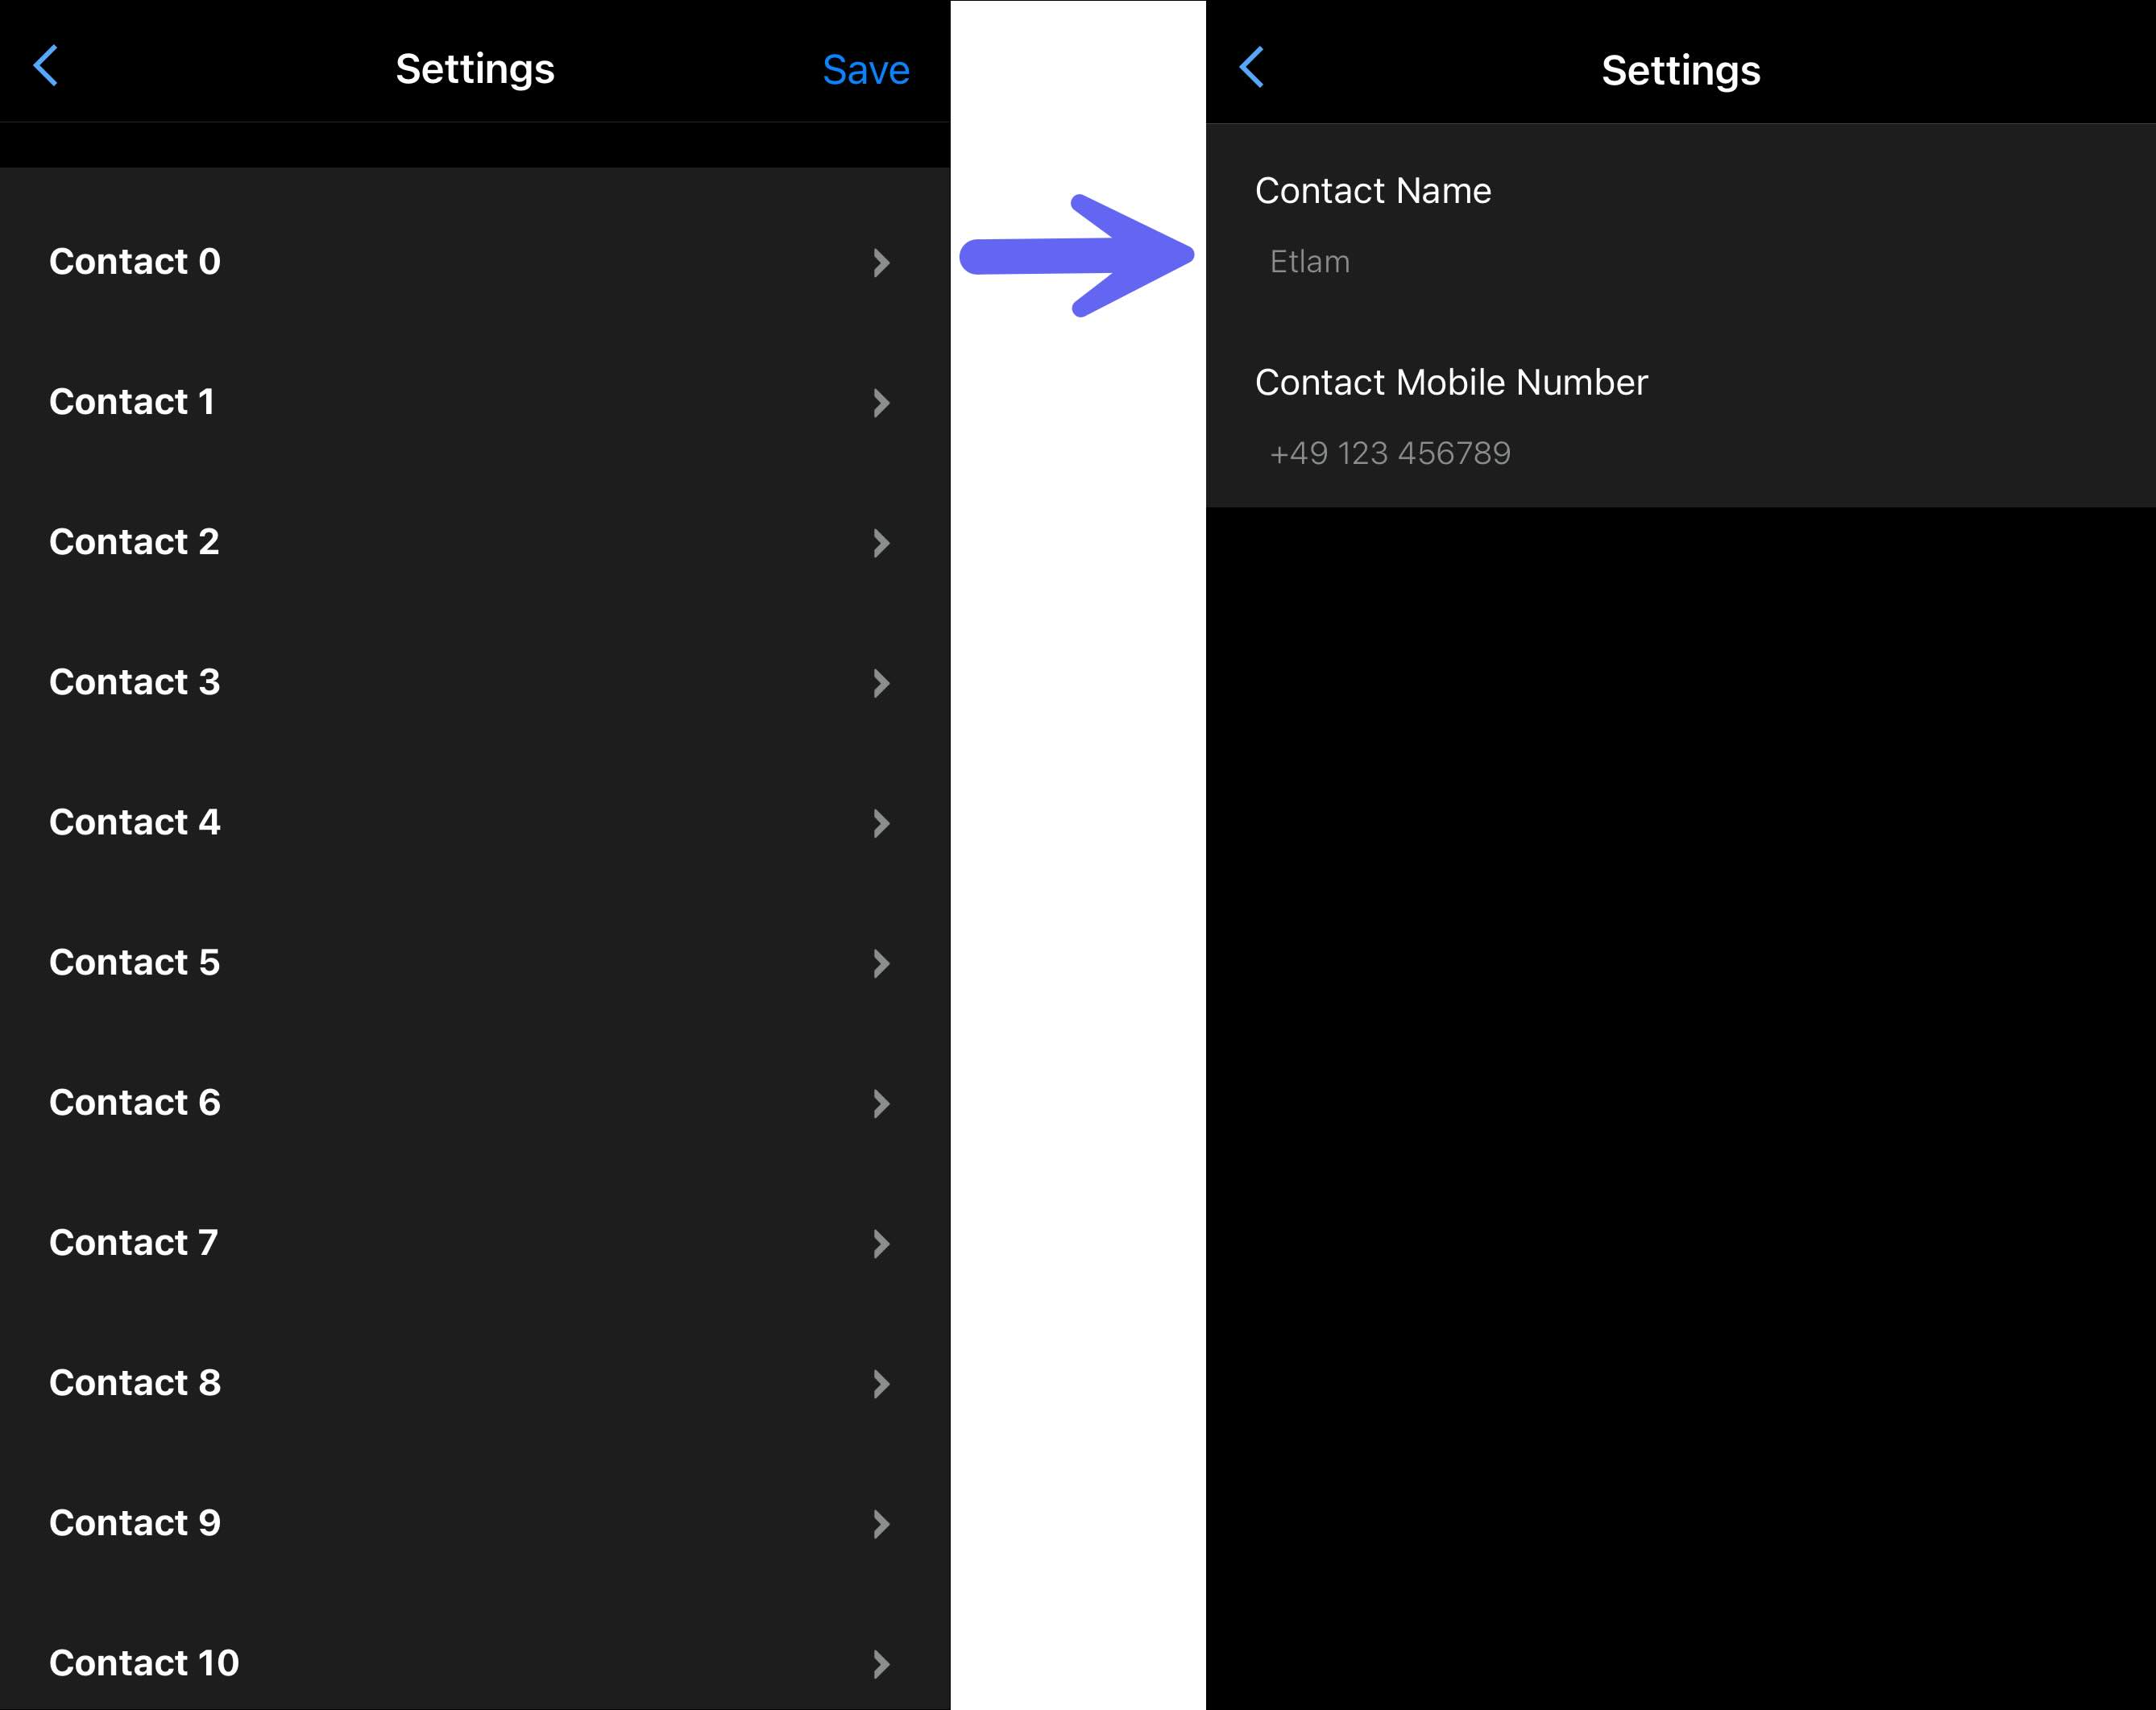 Settings
Save
Contact 0
Contact 1
Contact 2
Contact 3
Contact 4
Contact 5
Contact 6
Contact 7
Contact 8
Contact 9
Contact 10
Settings
Contact Name
Etlam
Contact Mobile Number
+49 123 456789